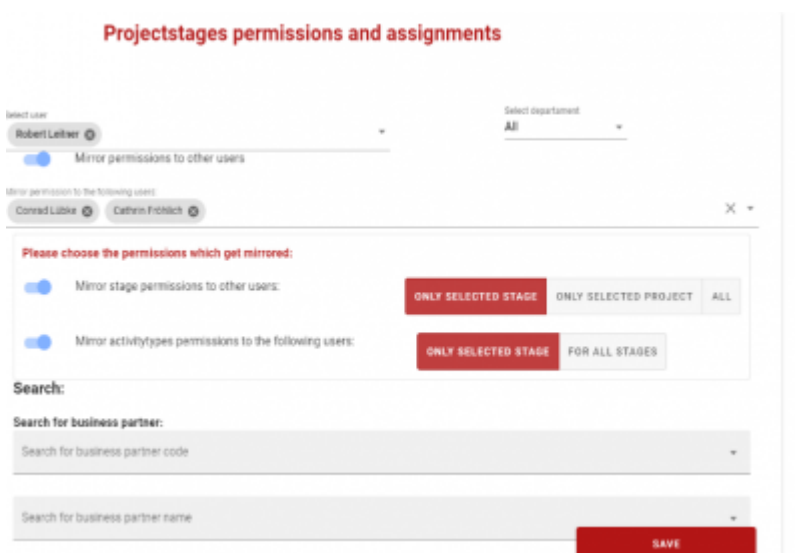 Projectstages permissions and assignments
Select user
Select departament
Robert Leitner
All
Mirror permissions to other users
Mirror permission to the following users:
Conrad Lübke
Cathrin Fröhlich
Please choose the permissions which get mirrored:
Mirror stage permissions to other users:
ONLY SELECTED STAGE ONLY SELECTED PROJECT ALL
Mirror activitytypes permissions to the following users:
ONLY SELECTED STAGE FOR ALL STAGES
Search:
Search for business partner:
Search for business partner code
Search for business partner name
SAVE